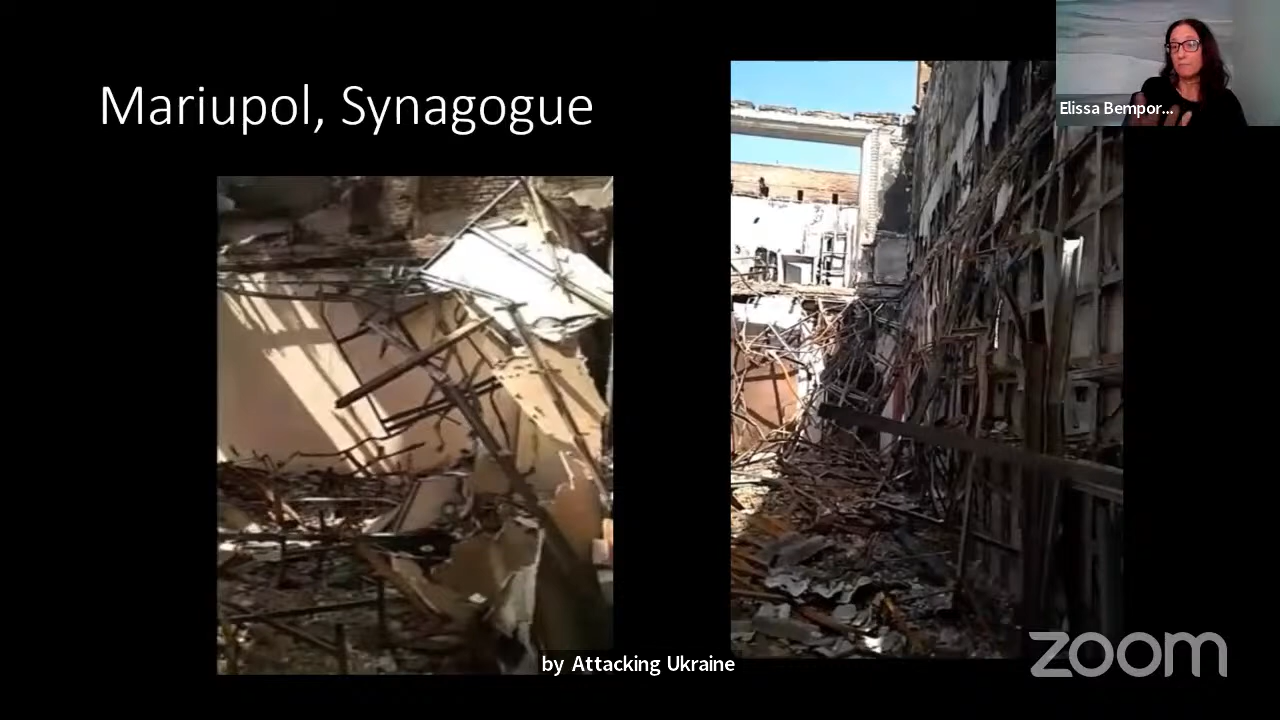 Mariupol, Synagogue
Elissa Bempor...
by Attacking Ukraine
zoom